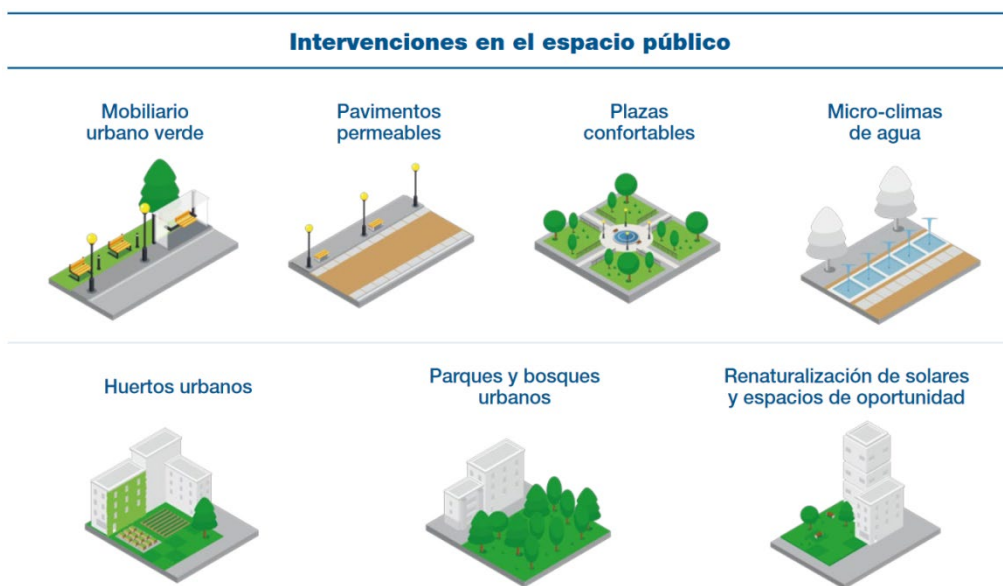 Intervenciones en el espacio público
Mobiliario
urbano verde
Pavimentos
permeables
Plazas
confortables
Micro-climas
de agua
Huertos urbanos
Parques y bosques
urbanos
Renaturalización de solares
y espacios de oportunidad